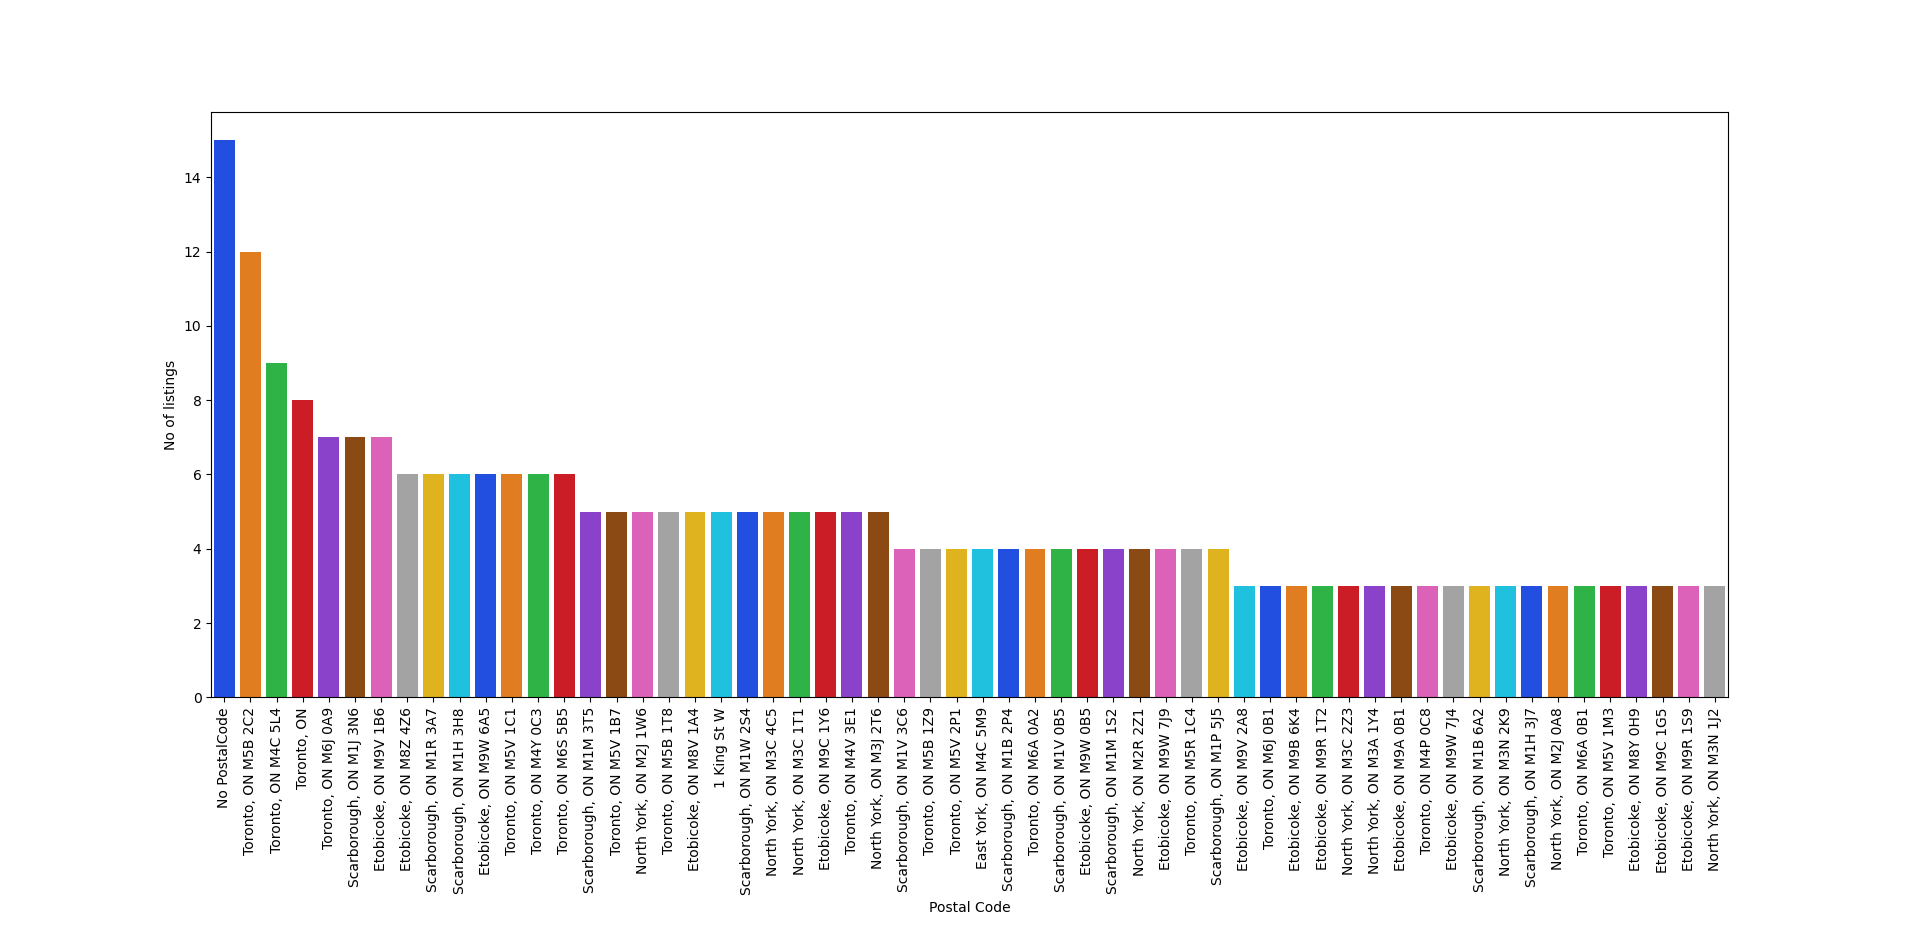 14
12
10
8
6
4
2
0
No of listings
No PostalCode
Toronto, ON M5B 2C2
Toronto, ON M4C 5L4
Toronto, ON
Toronto, ON M6J 0A9
Scarborough, ON M1J 3N6
Etobicoke, ON M9V 1B6
Etobicoke, ON M8Z 4Z6
Scarborough, ON M1R 3A7
Scarborough, ON M1H 3H8
Etobicoke, ON M9W 6A5
Toronto, ON M5V 1C1
Toronto, ON M4Y 0C3
Toronto, ON M6S 5B5
Scarborough, ON M1M 3T5
Toronto, ON M5V 1B7
North York, ON M2J 1W6
Toronto, ON M5B 1T8
Etobicoke, ON M8V 1A4
1 King St W
Scarborough, ON M1W 2S4
North York, ON M3C 4C5
North York, ON M3C 1T1
Etobicoke, ON M9C 1Y6
Toronto, ON M4V 3E1
North York, ON M3J 2T6
Scarborough, ON M1V 3C6
Toronto, ON M5B 1Z9
Toronto, ON M5V 2P1
East York, ON M4C 5M9
Scarborough, ON M1B 2P4
Toronto, ON M6A 0A2
Scarborough, ON M1V 0B5
Etobicoke, ON M9W 0B5
Scarborough, ON M1M 1S2
North York, ON M2R 2Z1
Etobicoke, ON M9W 7J9
Toronto, ON M5R 1C4
Scarborough, ON M1P 5J5
Etobicoke, ON M9V 2A8
Toronto, ON M6J 0B1
Etobicoke, ON M9B 6K4
Etobicoke, ON M9R 1T2
North York, ON M3C 2Z3
North York, ON M3A 1Y4
Etobicoke, ON M9A 0B1
Toronto, ON M4P 0C8
Etobicoke, ON M9W 7J4
Scarborough, ON M1B 6A2
North York, ON M3N 2K9
Scarborough, ON M1H 3J7
North York, ON M2J 0A8
Toronto, ON M6A 0B1
Toronto, ON M5V 1M3
Etobicoke, ON M8Y 0H9
Etobicoke, ON M9C 1G5
Etobicoke, ON M9R 1S9
North York, ON M3N 1J2
Postal Code